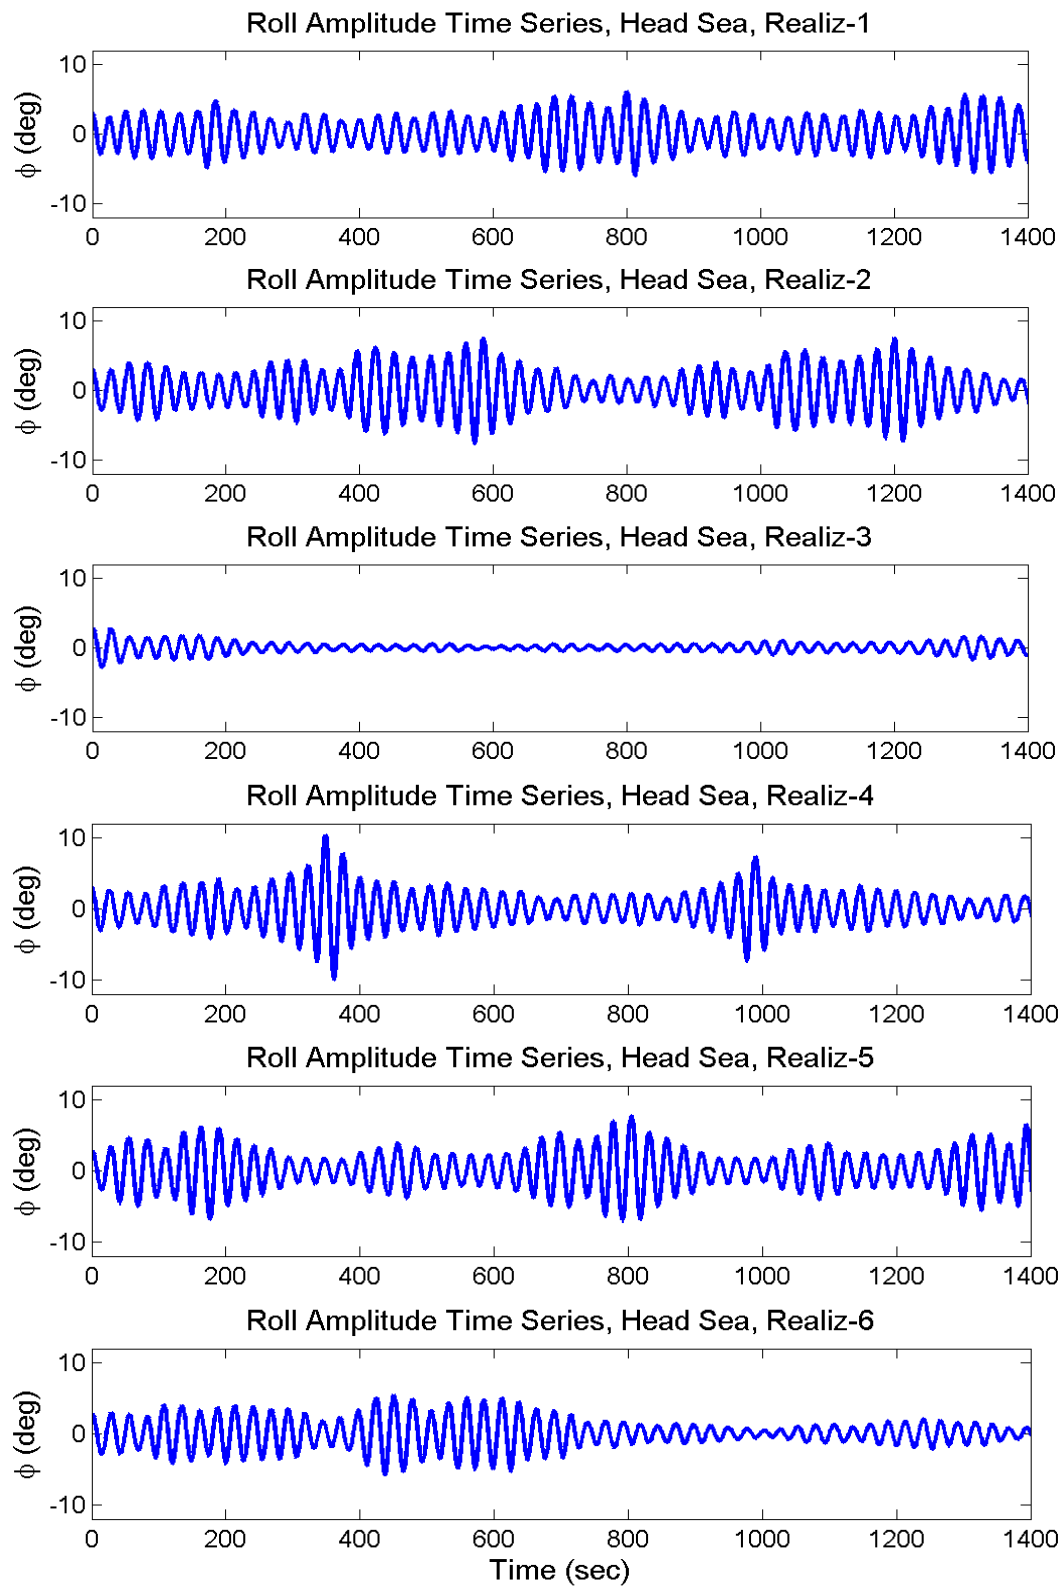 Roll Amplitude Time Series, Head Sea, Realiz-1
10
0
-10
ϕ (deg)
0 200 400 600 800 1000 1200 1400
Roll Amplitude Time Series, Head Sea, Realiz-2
10
0
-10
ϕ (deg)
0 200 400 600 800 1000 1200 1400
Roll Amplitude Time Series, Head Sea, Realiz-3
10
0
-10
ϕ (deg)
0 200 400 600 800 1000 1200 1400
Roll Amplitude Time Series, Head Sea, Realiz-4
10
0
-10
ϕ (deg)
0 200 400 600 800 1000 1200 1400
Roll Amplitude Time Series, Head Sea, Realiz-5
10
0
-10
ϕ (deg)
0 200 400 600 800 1000 1200 1400
Roll Amplitude Time Series, Head Sea, Realiz-6
10
0
-10
ϕ (deg)
0 200 400 600 800 1000 1200 1400
Time (sec)